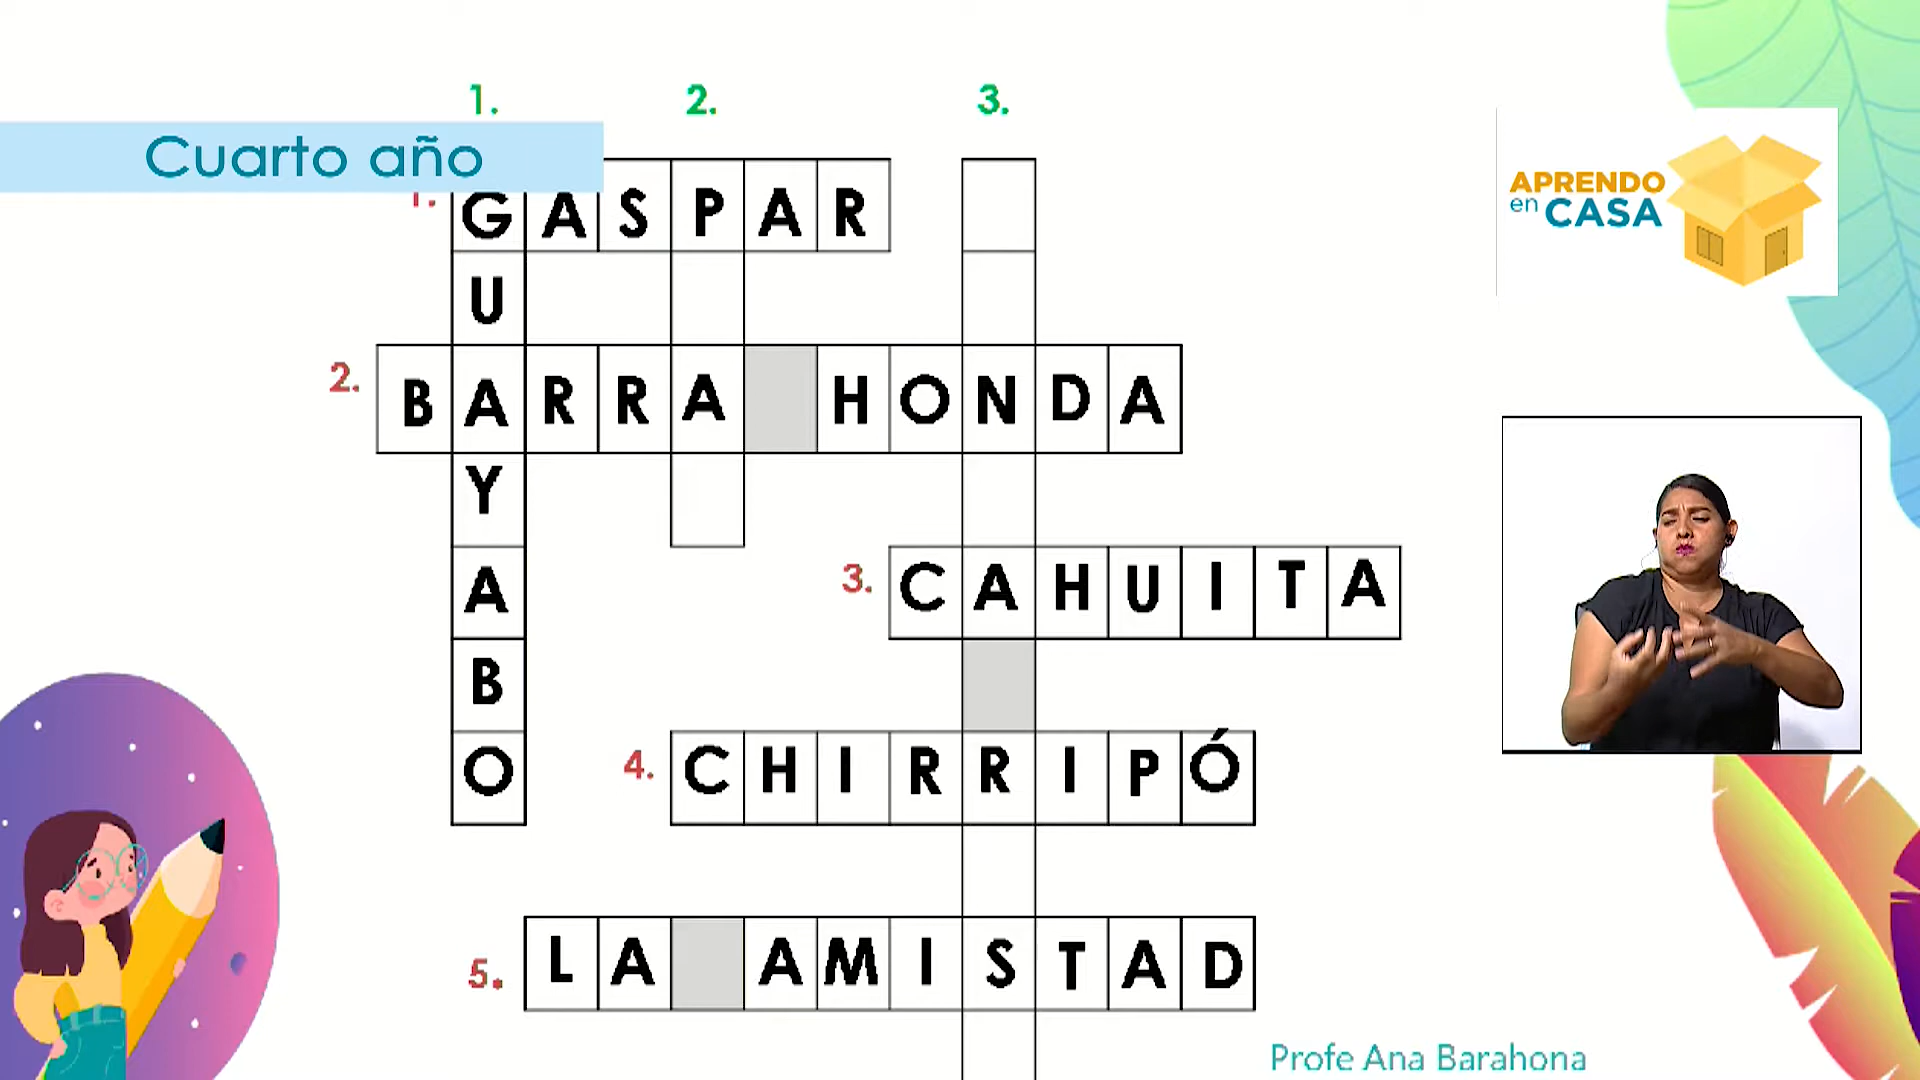 1. 2. 3.
Cuarto año
1. GASPAR
U
2. BARRA HONDA
Y
3. CAHUITA
A
B
4. CHIRRIPÓ
O
5. LA AMISTAD
APRENDO
en CASA
Profe Ana Barahona